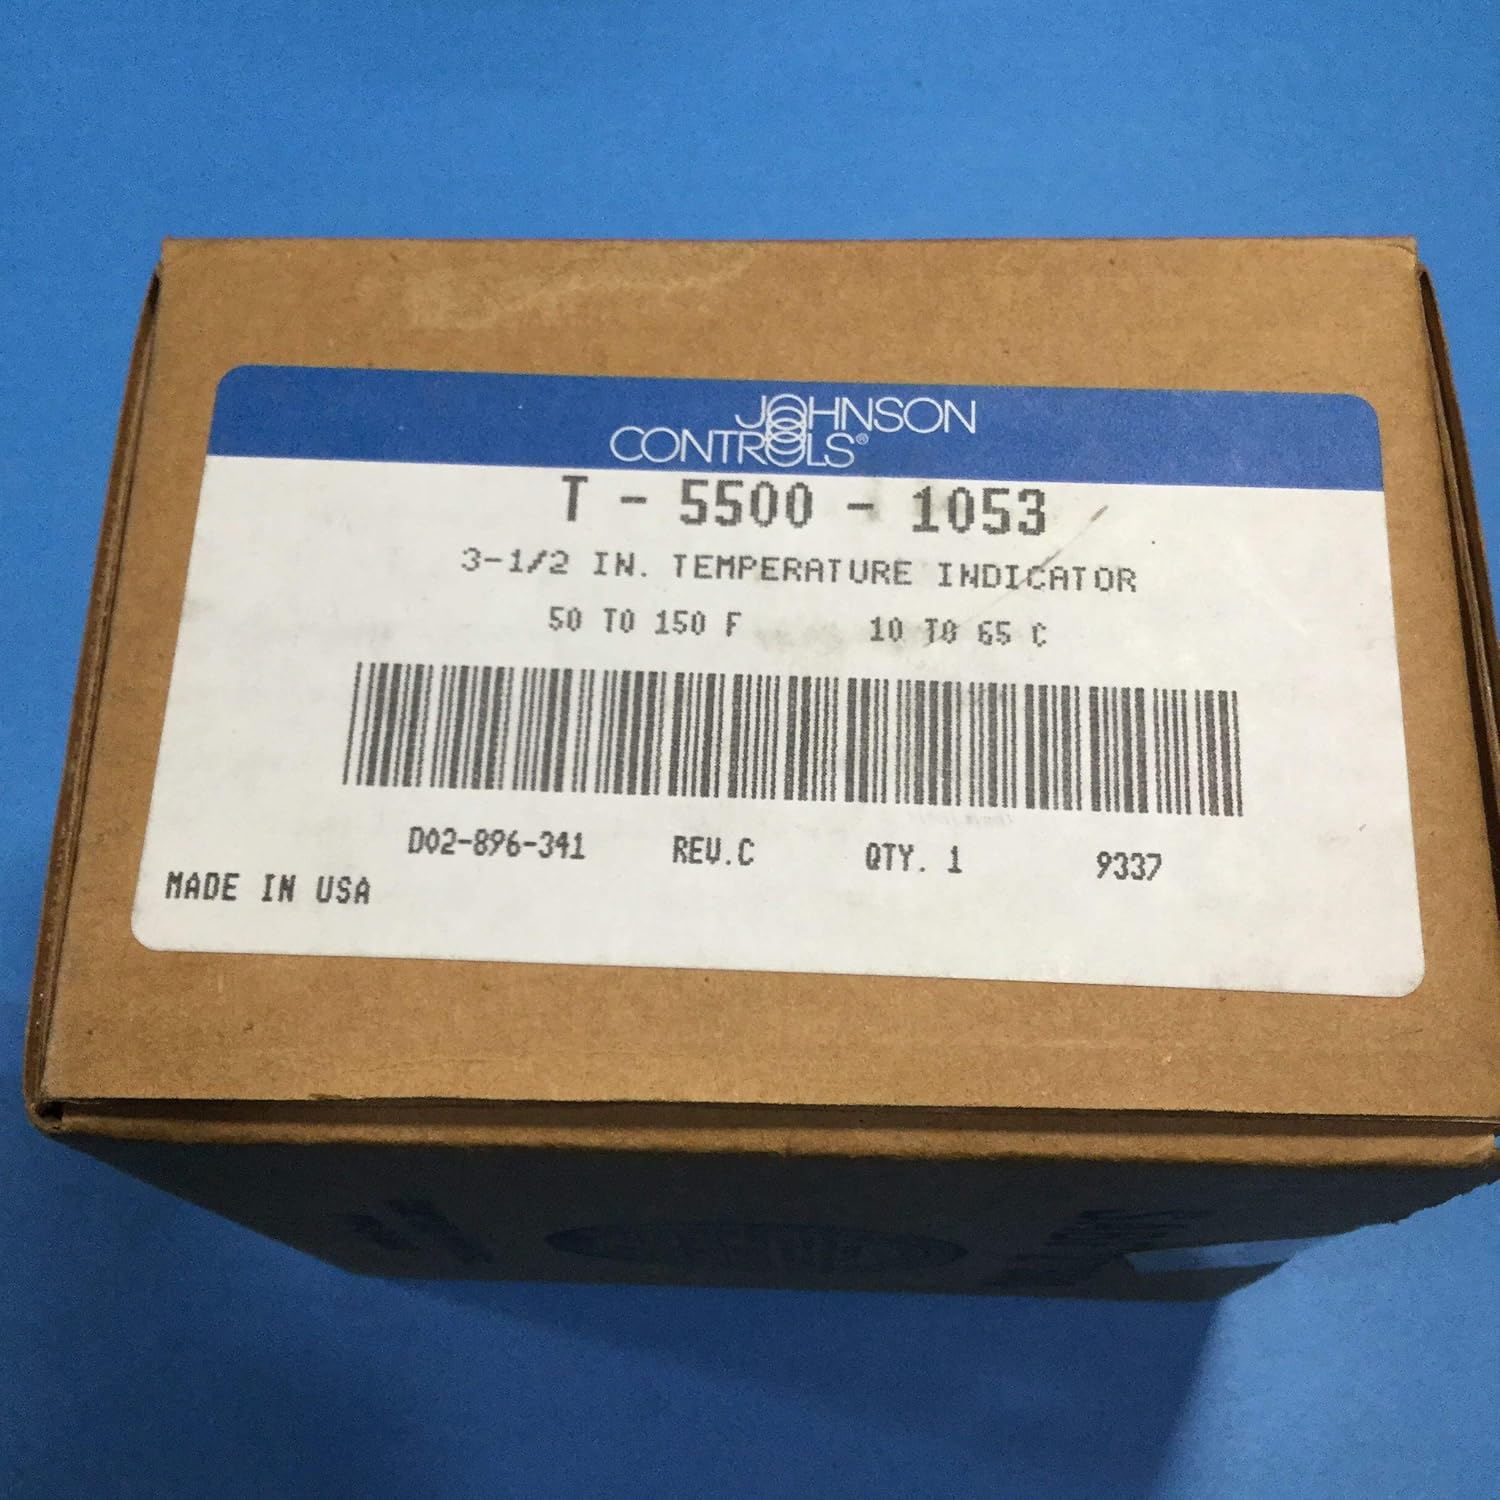 JOHNSON
CONTROLS®
T - 5500 - 1053
3-1/2 IN. TEMPERATURE INDICATOR
50 TO 150 F 10 TO 65 C
D02-896-341 REV.C QTY. 1 9337
MADE IN USA